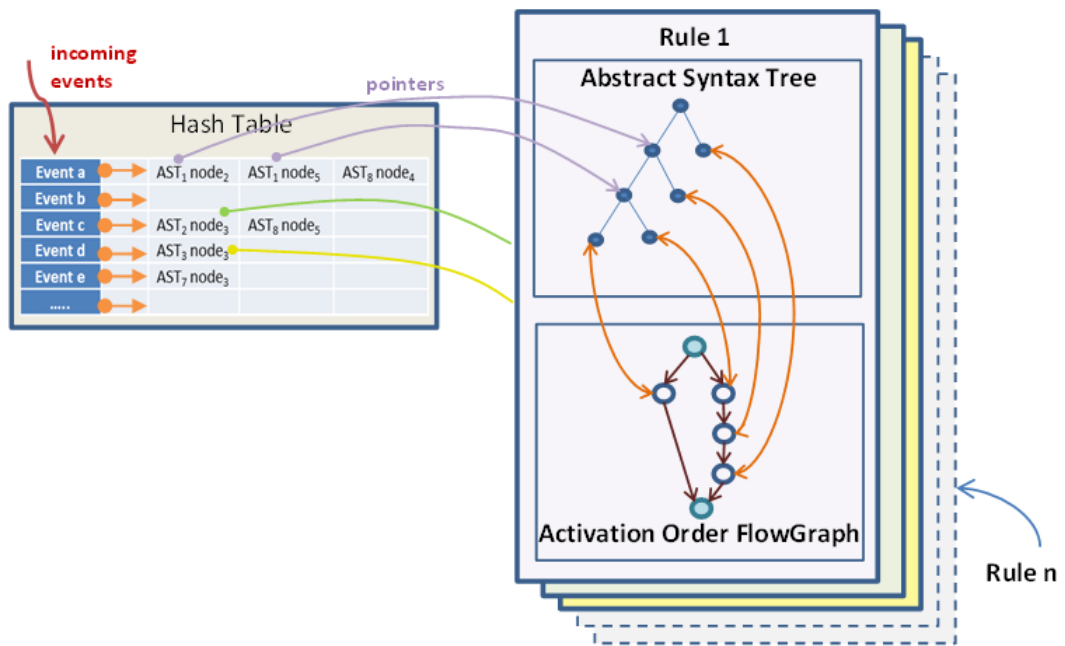 incoming
events
pointers
Hash Table
Event a AST₁ node₂ AST₁ node₅ AST₈ node₄
Event b
Event c AST₂ node₃ AST₈ node₅
Event d AST₃ node₃
Event e AST₇ node₃
.....
Rule 1
Abstract Syntax Tree
Activation Order FlowGraph
Rule n